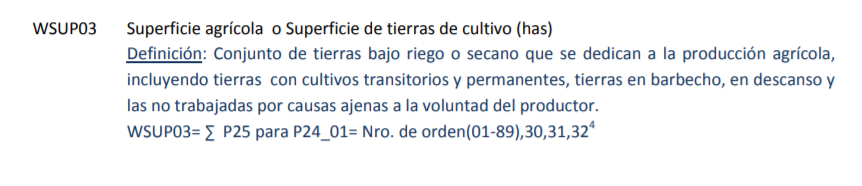 WSUP03 Superficie agrícola o Superficie de tierras de cultivo (has)
Definición: Conjunto de tierras bajo riego o secano que se dedican a la producción agrícola,
incluyendo tierras con cultivos transitorios y permanentes, tierras en barbecho, en descanso y
las no trabajadas por causas ajenas a la voluntad del productor.
WSUP03= ∑ P25 para P24_01= Nro. de orden(01-89),30,31,32⁴